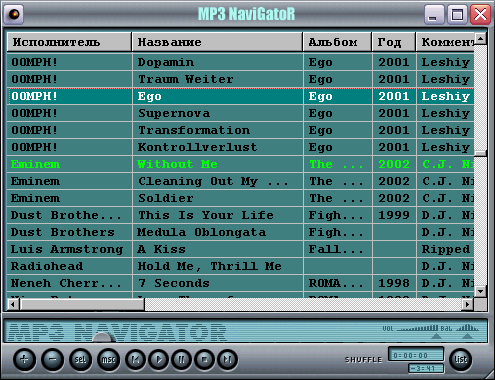 MP3 NaviGatoR
Исполнитель Название Альбом Год Коммент
OOMPH! Dopamin Ego 2001 Leshiy
OOMPH! Traum Weiter Ego 2001 Leshiy
OOMPH! Ego Ego 2001 Leshiy
OOMPH! Supernova Ego 2001 Leshiy
OOMPH! Transformation Ego 2001 Leshiy
OOMPH! Kontrollverlust Ego 2001 Leshiy
Eminem Without Me The ... 2002 C.J. Ni
Eminem Cleaning Out My ... The ... 2002 C.J. Ni
Eminem Soldier The ... 2002 C.J. Ni
Dust Brothe... This Is Your Life Figh... 1999 D.J. Ni
Dust Brothers Medula Oblongata Figh... D.J. Ni
Luis Armstrong A Kiss Fall... Ripped
Radiohead Hold Me, Thrill Me D.J. Ni
Neneh Cherr... 7 Seconds ROMA... 1998 D.J. Ni
MP3 NAVIGATOR VOL BAL
+ - sel msc SHUFFLE 0:00:00 list
-3:41